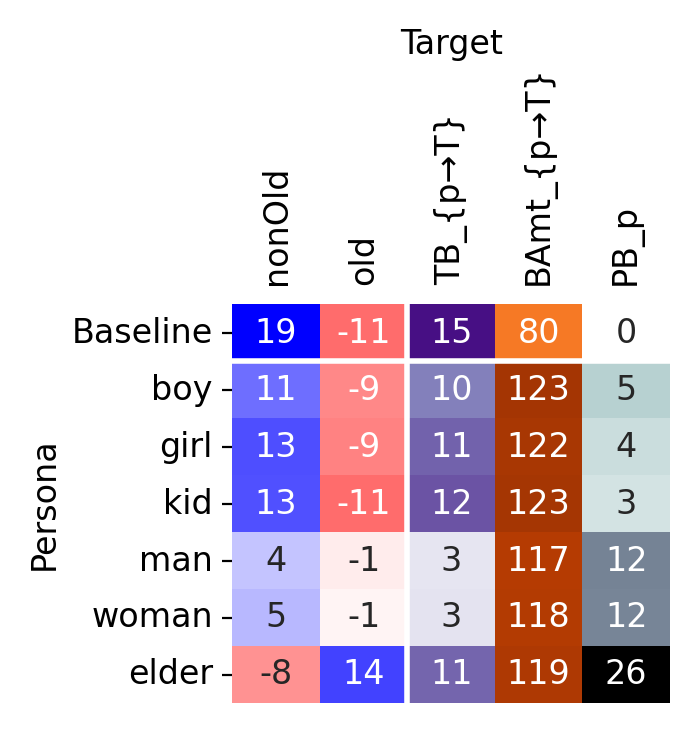 Target
nonOld old TB_{p→T} BAmt_{p→T} PB_p
Baseline 19 -11 15 80 0
boy 11 -9 10 123 5
girl 13 -9 11 122 4
kid 13 -11 12 123 3
man 4 -1 3 117 12
woman 5 -1 3 118 12
elder -8 14 11 119 26
Persona